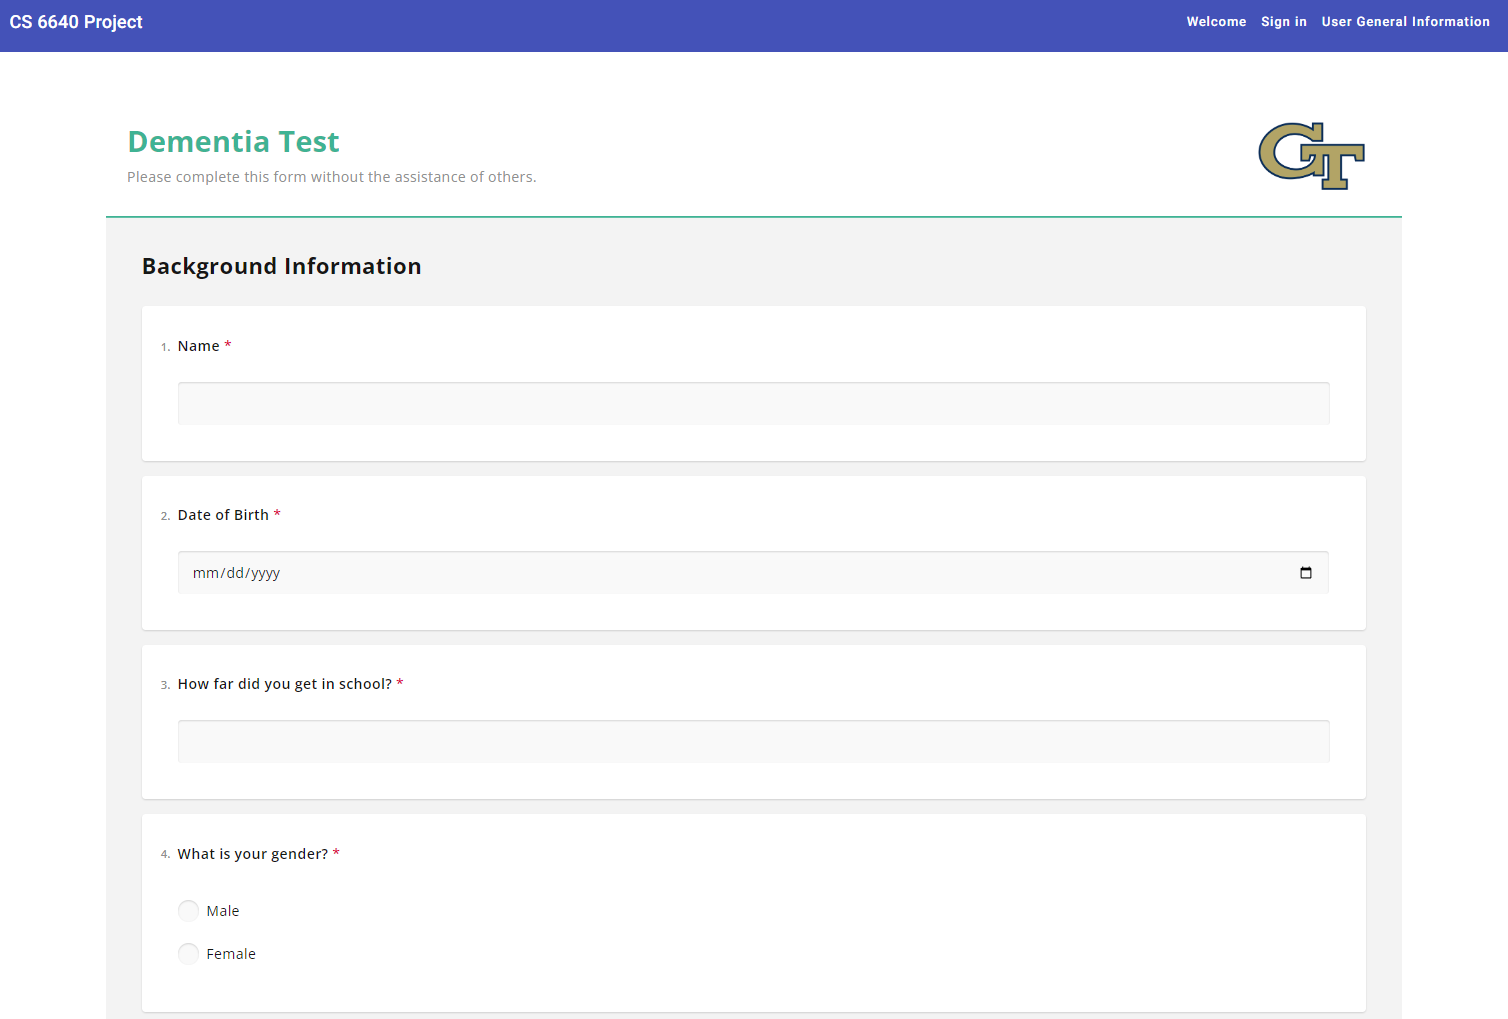 CS 6640 Project
Welcome Sign in User General Information
Dementia Test
Please complete this form without the assistance of others.
GT
Background Information
1. Name *
2. Date of Birth *
mm/dd/yyyy
3. How far did you get in school? *
4. What is your gender? *
Male
Female